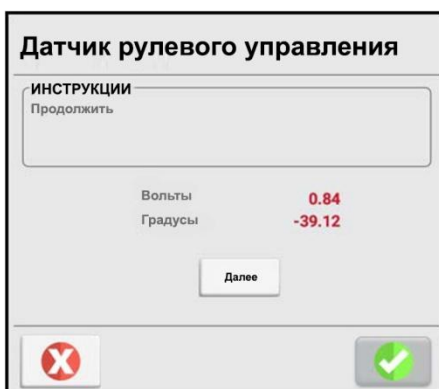 Датчик рулевого управления
ИНСТРУКЦИИ
Продолжить
Вольты 0.84
Градусы -39.12
Далее